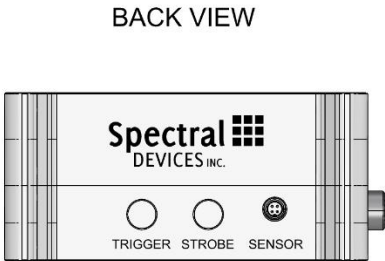 BACK VIEW
Spectral
DEVICES INC.
TRIGGER STROBE SENSOR